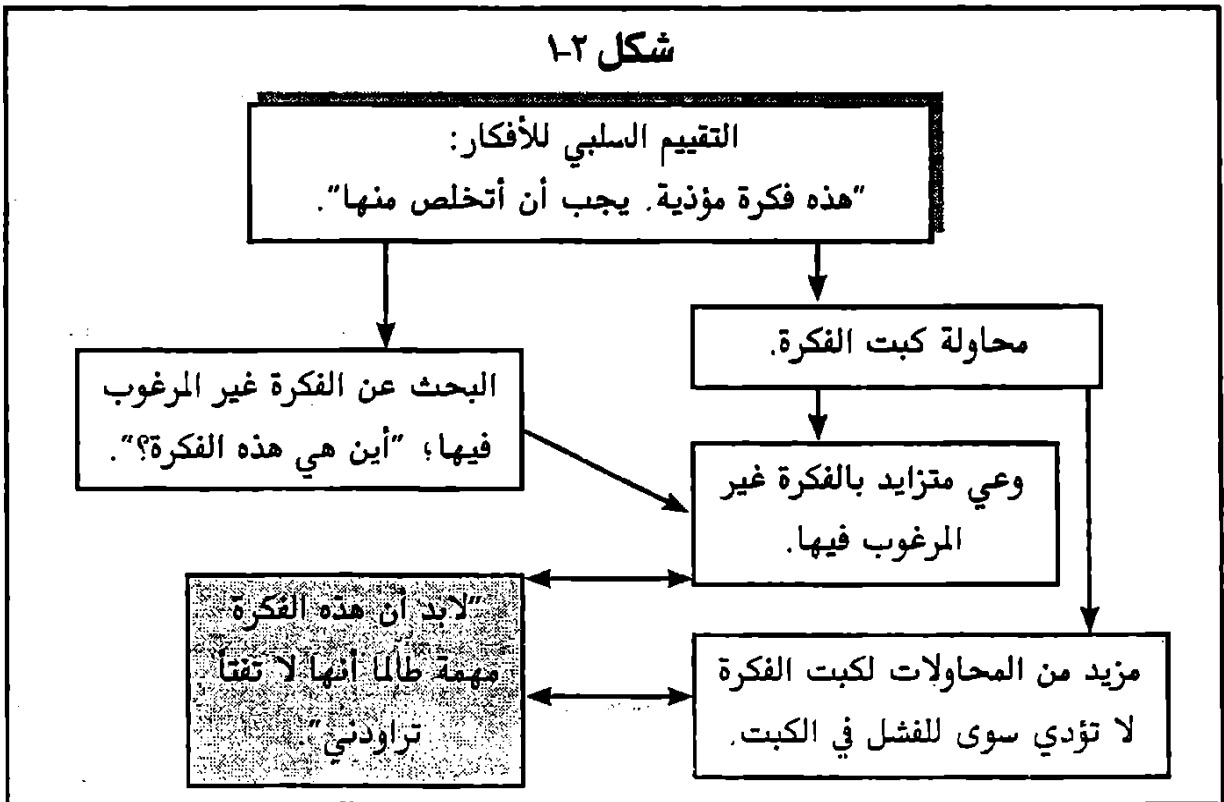 شكل ٢-١
التقييم السلبي للأفكار:
"هذه فكرة مؤذية. يجب أن أتخلص منها".
محاولة كبت الفكرة.
البحث عن الفكرة غير المرغوب
فيها؛ "أين هي هذه الفكرة؟".
وعي متزايد بالفكرة غير
المرغوب فيها.
"لابد أن هذه الفكرة
مهمة طالما أنها لا تفتأ
تراودني".
مزيد من المحاولات لكبت الفكرة
لا تؤدي سوى للفشل في الكبت.